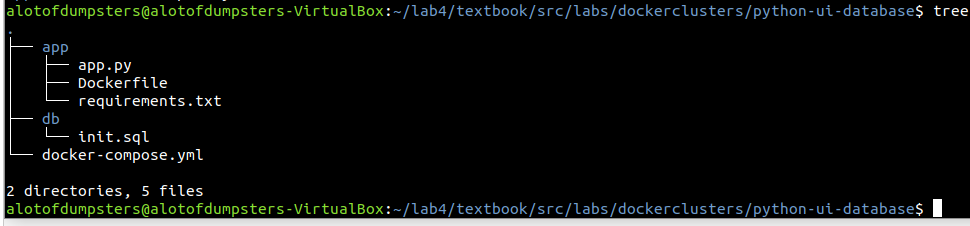 alotofdumpsters@alotofdumpsters-VirtualBox:~/lab4/textbook/src/labs/dockerclusters/python-ui-database$ tree
.
├── app
│   ├── app.py
│   ├── Dockerfile
│   └── requirements.txt
├── db
│   └── init.sql
└── docker-compose.yml

2 directories, 5 files
alotofdumpsters@alotofdumpsters-VirtualBox:~/lab4/textbook/src/labs/dockerclusters/python-ui-database$